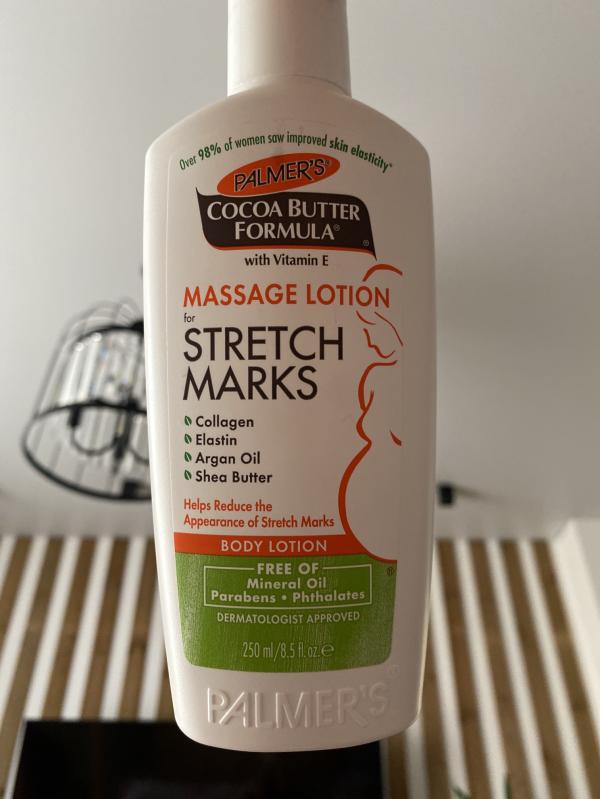 Over 98% of women saw improved skin elasticity*
PALMER'S®
COCOA BUTTER
FORMULA®
®
with Vitamin E
MASSAGE LOTION
for
STRETCH
MARKS
Collagen
Elastin
Argan Oil
Shea Butter
Helps Reduce the
Appearance of Stretch Marks
BODY LOTION
®
FREE OF
Mineral Oil
Parabens • Phthalates
DERMATOLOGIST APPROVED
250 ml/8.5 fl. oz. ℮
PALMER'S®